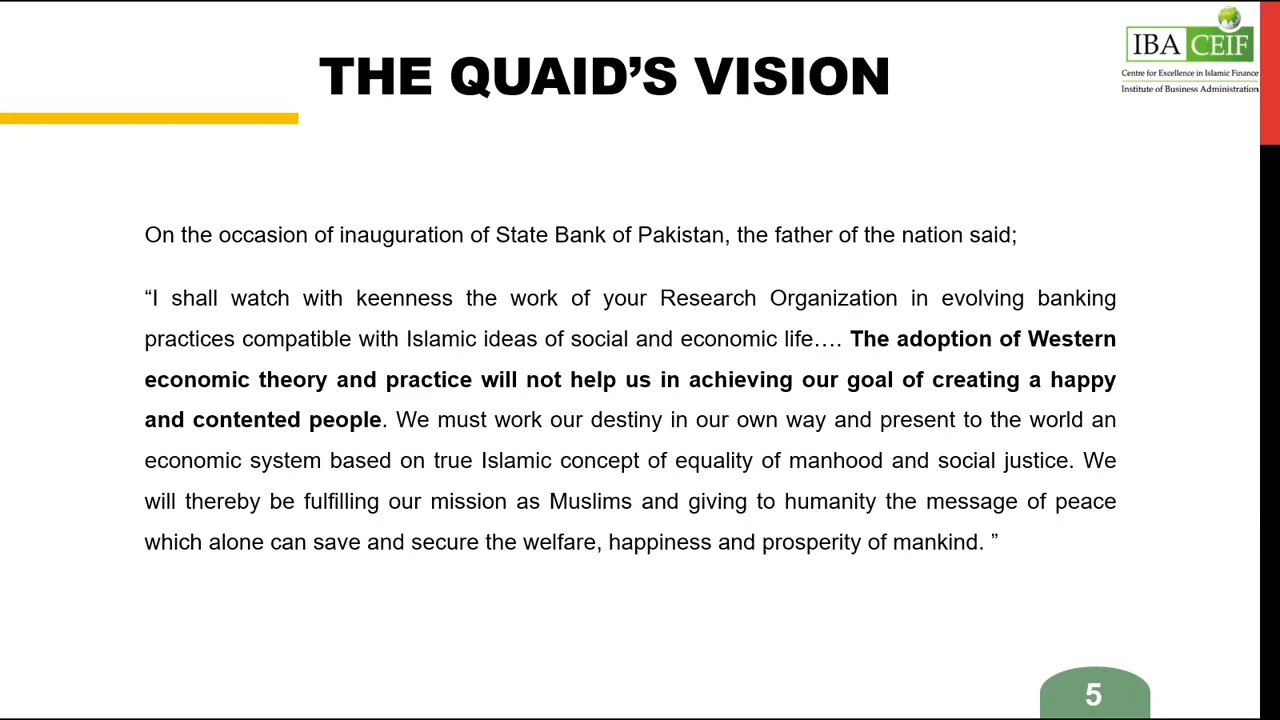 THE QUAID’S VISION
IBA CEIF
Centre for Excellence in Islamic Finance
Institute of Business Administration
On the occasion of inauguration of State Bank of Pakistan, the father of the nation said;
“I shall watch with keenness the work of your Research Organization in evolving banking
practices compatible with Islamic ideas of social and economic life…. The adoption of Western
economic theory and practice will not help us in achieving our goal of creating a happy
and contented people. We must work our destiny in our own way and present to the world an
economic system based on true Islamic concept of equality of manhood and social justice. We
will thereby be fulfilling our mission as Muslims and giving to humanity the message of peace
which alone can save and secure the welfare, happiness and prosperity of mankind. ”
5